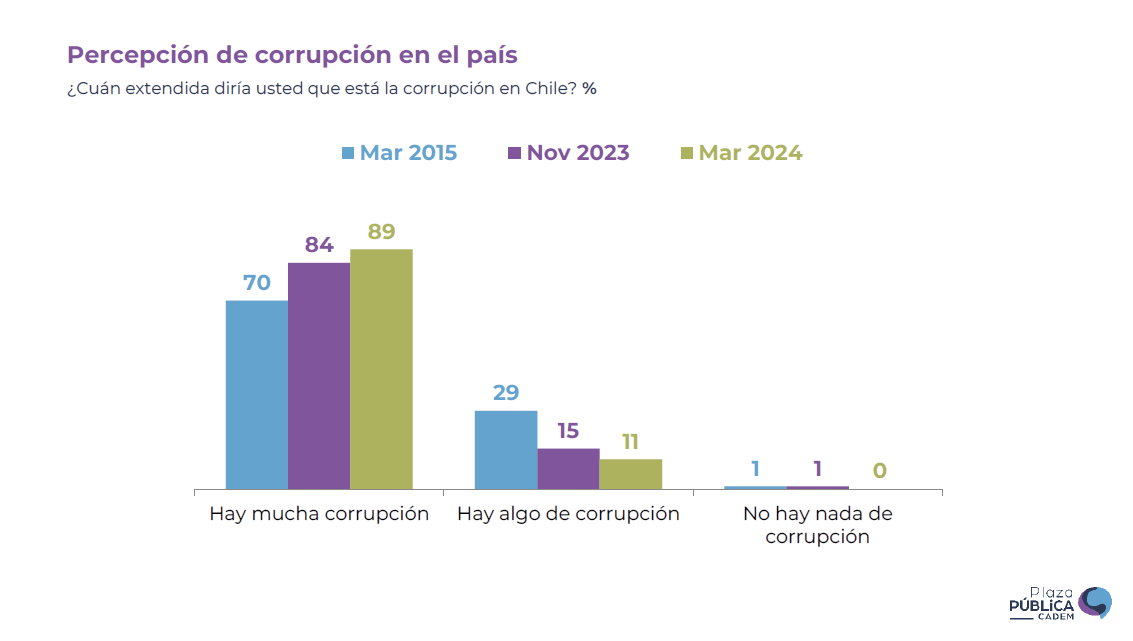 Percepción de corrupción en el país
¿Cuán extendida diría usted que está la corrupción en Chile? %
Mar 2015 Nov 2023 Mar 2024
70 84 89
29 15 11
1 1 0
Hay mucha corrupción Hay algo de corrupción No hay nada de
corrupción
Plaza
PÚBLICA
CADEM